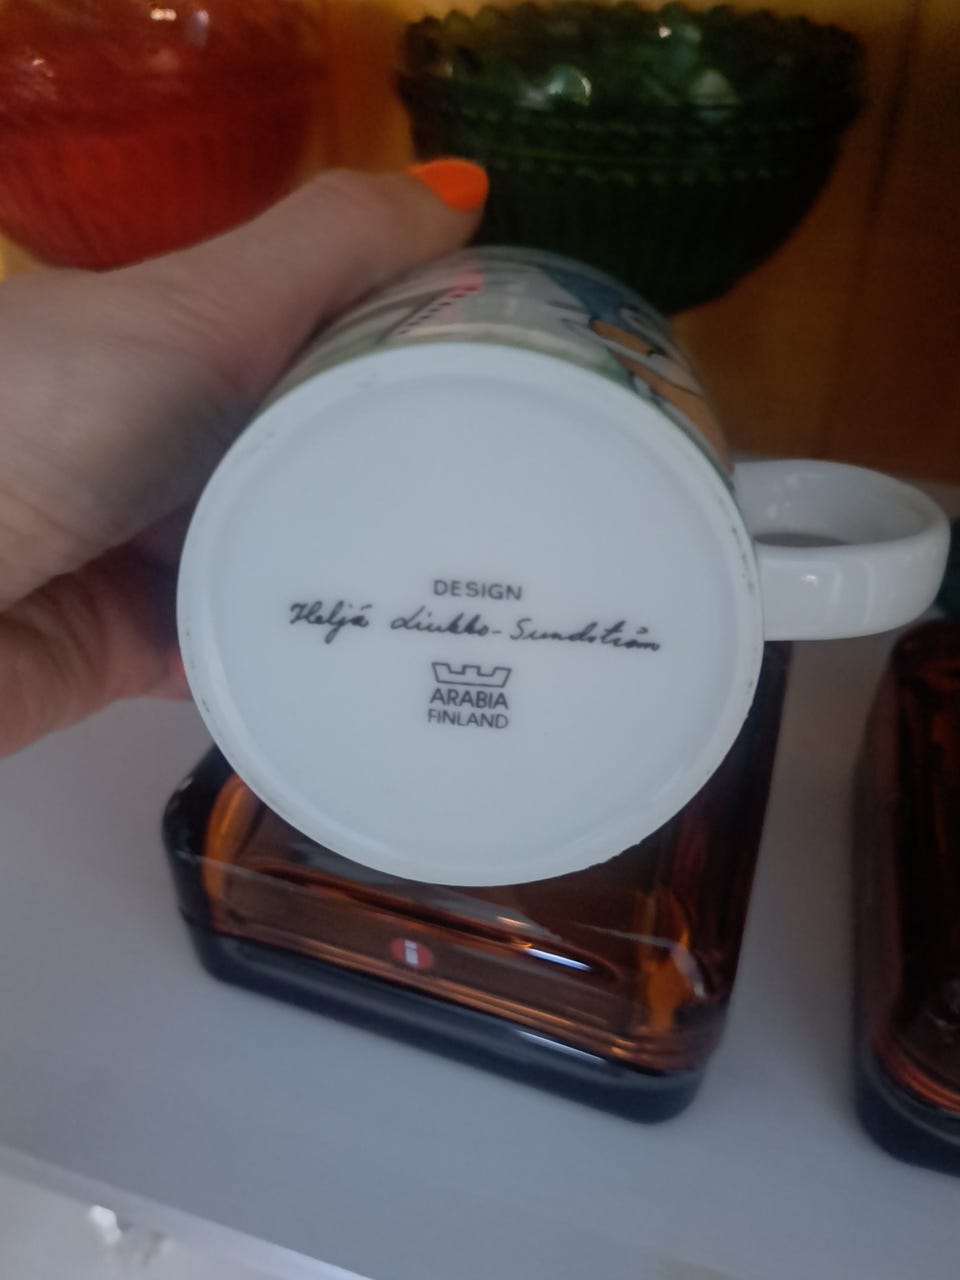 DESIGN
Heljä Liukko-Sundström
ARABIA
FINLAND
i